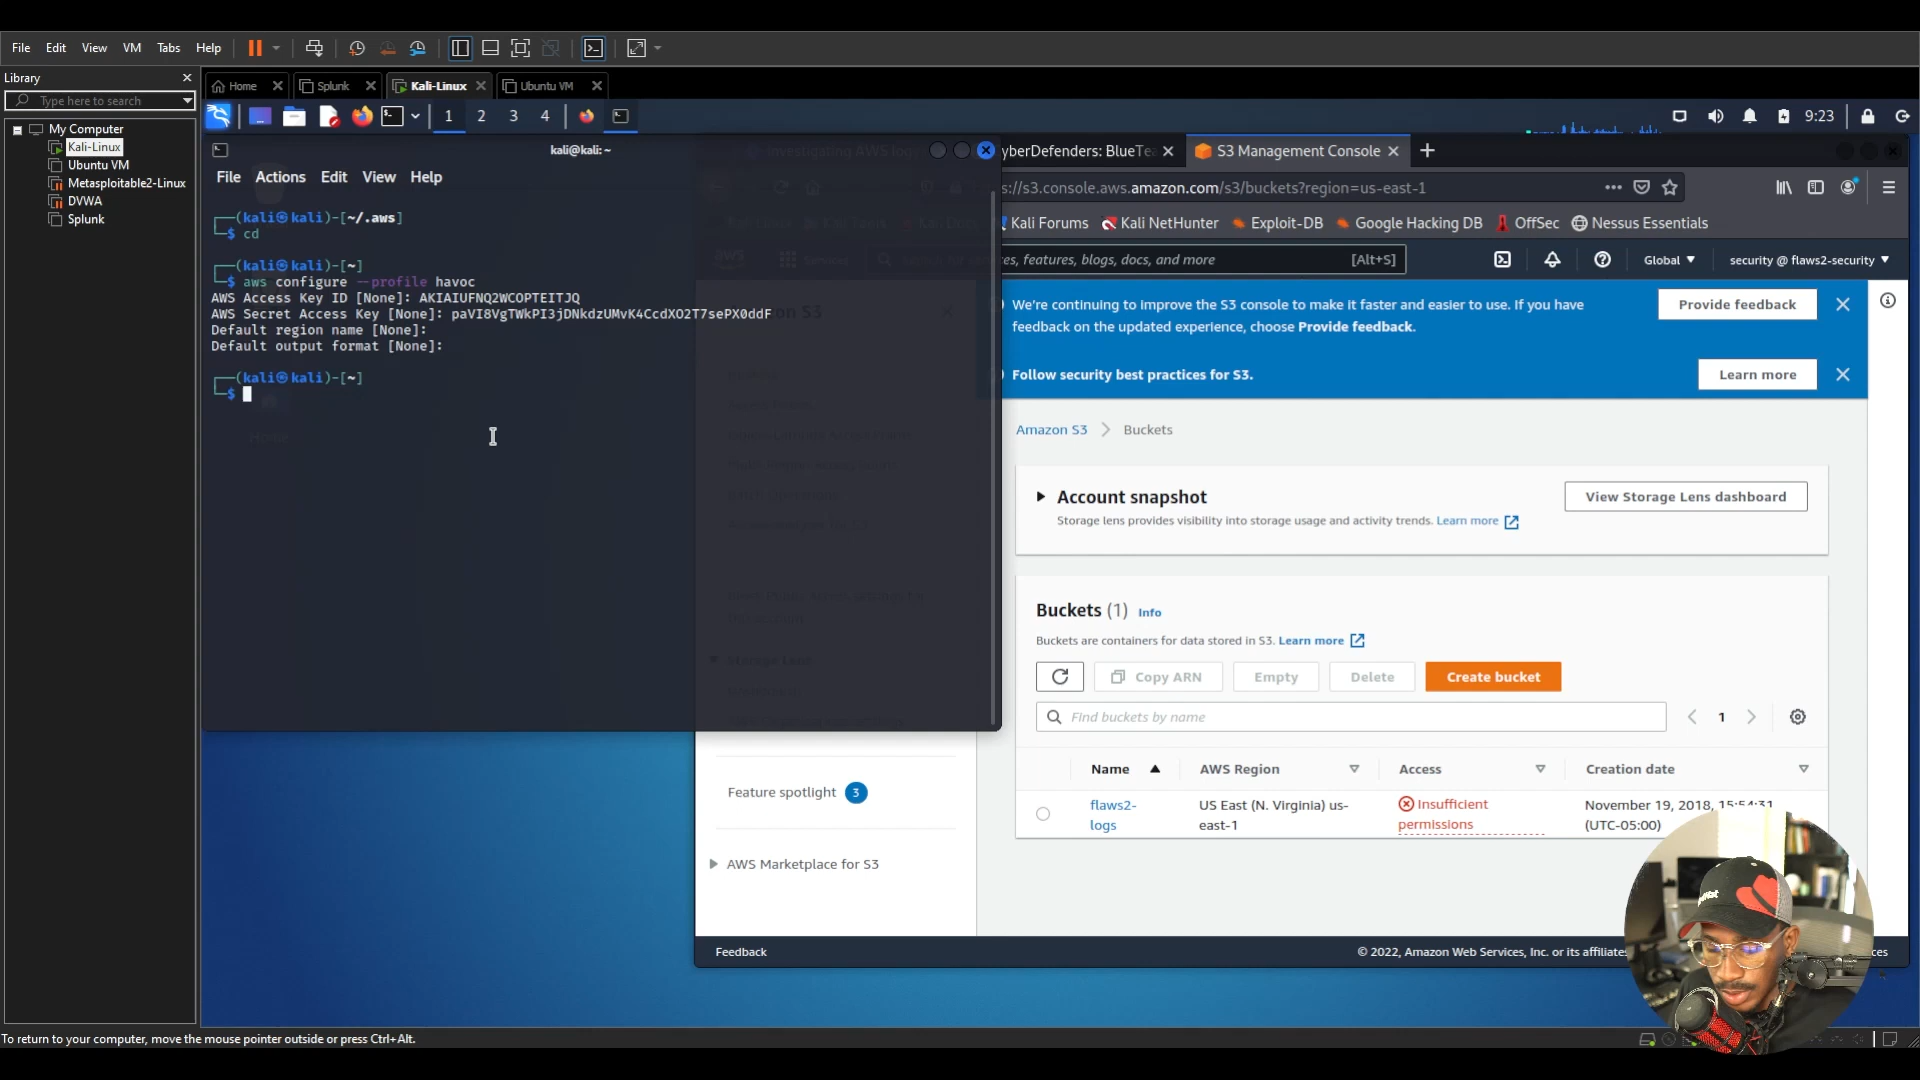 File Edit View VM Tabs Help
Library
Type here to search
Home
Splunk
Kali-Linux
Ubuntu VM
My Computer
Kali-Linux
Ubuntu VM
Metasploitable2-Linux
DVWA
Splunk
1 2 3 4
9:23
kali@kali: ~
File Actions Edit View Help
┌──(kali㉿kali)-[~/.aws]
└─$ cd
┌──(kali㉿kali)-[~]
└─$ aws configure --profile havoc
AWS Access Key ID [None]: AKIAIUFNQ2WCOPTEITJQ
AWS Secret Access Key [None]: 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
Default region name [None]:
Default output format [None]:
┌──(kali㉿kali)-[~]
└─$
yberDefenders: BlueTea
S3 Management Console
s://s3.console.aws.amazon.com/s3/buckets?region=us-east-1
Kali Forums
Kali NetHunter
Exploit-DB
Google Hacking DB
OffSec
Nessus Essentials
es, features, blogs, docs, and more [Alt+S]
Global
security @ flaws2-security
We're continuing to improve the S3 console to make it faster and easier to use. If you have
feedback on the updated experience, choose Provide feedback.
Provide feedback
Follow security best practices for S3.
Learn more
Amazon S3 Buckets
Account snapshot
Storage lens provides visibility into storage usage and activity trends. Learn more
View Storage Lens dashboard
Buckets (1) Info
Buckets are containers for data stored in S3. Learn more
Copy ARN
Empty
Delete
Create bucket
Find buckets by name
1
Name
AWS Region
Access
Creation date
flaws2-
logs
US East (N. Virginia) us-
east-1
Insufficient
permissions
November 19, 2018, 15:54:31
(UTC-05:00)
Storage Lens
Feature spotlight 3
AWS Marketplace for S3
Feedback
© 2022, Amazon Web Services, Inc. or its affiliates
ces
To return to your computer, move the mouse pointer outside or press Ctrl+Alt.